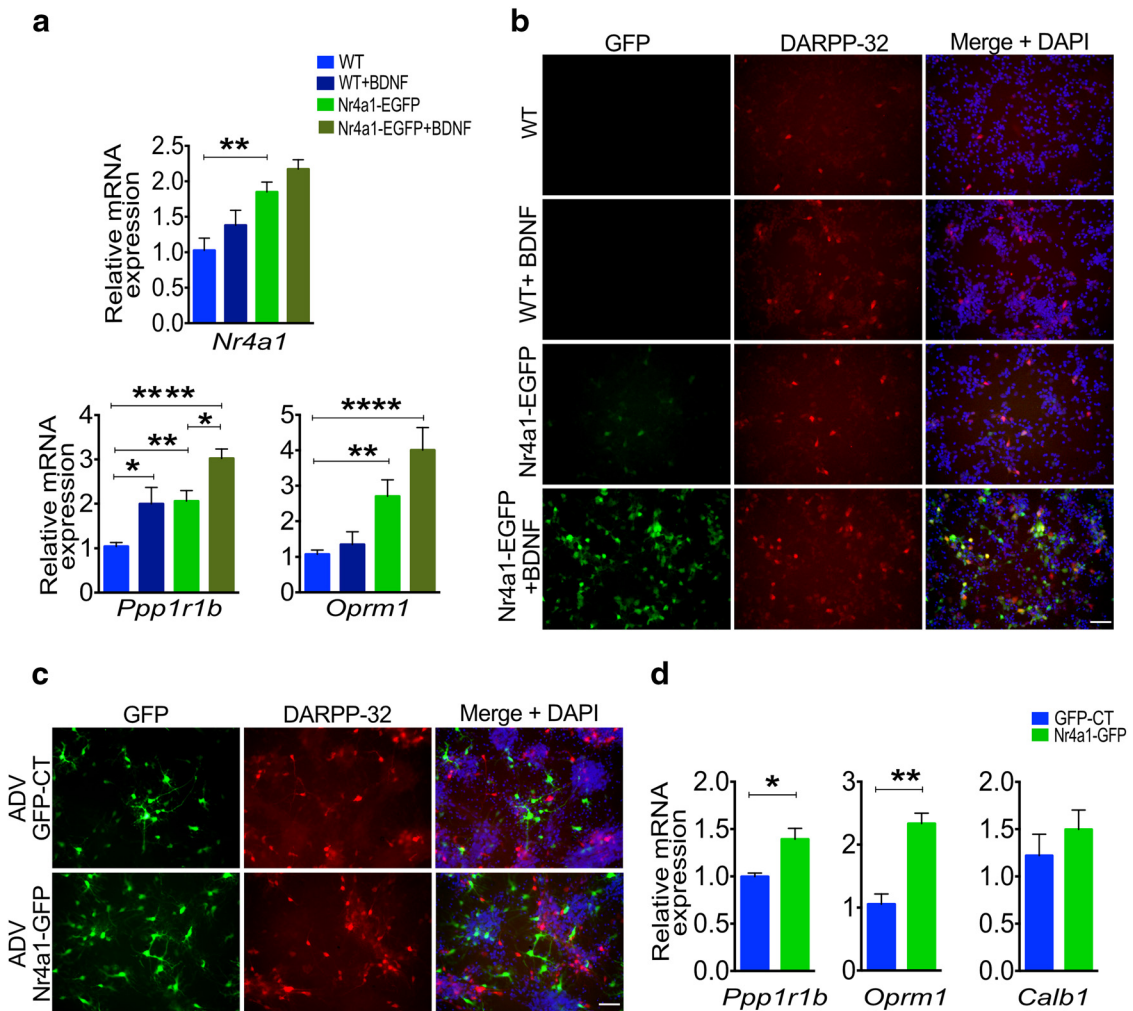 a
WT
WT+BDNF
Nr4a1-EGFP
Nr4a1-EGFP+BDNF
Relative mRNA
expression
2.5
2.0
1.5
1.0
0.5
0.0
**
Nr4a1
Relative mRNA
expression
4
3
2
1
0
****
**
*
*
Ppp1r1b
5
4
3
2
1
0
****
**
Oprm1
b
GFP
DARPP-32
Merge + DAPI
WT
WT+ BDNF
Nr4a1-EGFP
Nr4a1-EGFP
+BDNF
c
GFP
DARPP-32
Merge + DAPI
ADV
GFP-CT
ADV
Nr4a1-GFP
d
GFP-CT
Nr4a1-GFP
Relative mRNA
expression
2.0
1.5
1.0
0.5
0.0
*
Ppp1r1b
3
2
1
0
**
Oprm1
2.0
1.5
1.0
0.5
0.0
Calb1